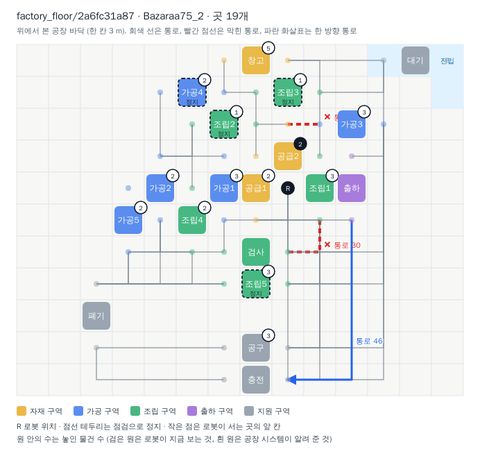 factory_floor/2a6fc31a87 · Bazaraa75_2 · 곳 19개
위에서 본 공장 바닥 (한 칸 3 m). 회색 선은 통로, 빨간 점선은 막힌 통로, 파란 화살표는 한 방향 통로
창고 5
대기
전립
가공4 2
정지
조립3 1
정지
조립2 1
정지
✕ 통
가공3 3
공급2 2
가공2 2
가공1 3
공급1 2
R
조립1 3
출하
가공5 2
조립4 2
검사
✕ 통로 30
조립5 3
정지
폐기
통로 46
공구 3
충전
자재 구역
가공 구역
조립 구역
출하 구역
지원 구역
R 로봇 위치 · 점선 테두리는 점검으로 정지 · 작은 점은 로봇이 서는 곳의 앞 칸
원 안의 수는 놓인 물건 수 (검은 원은 로봇이 지금 보는 것, 흰 원은 공장 시스템이 알려 준 것)